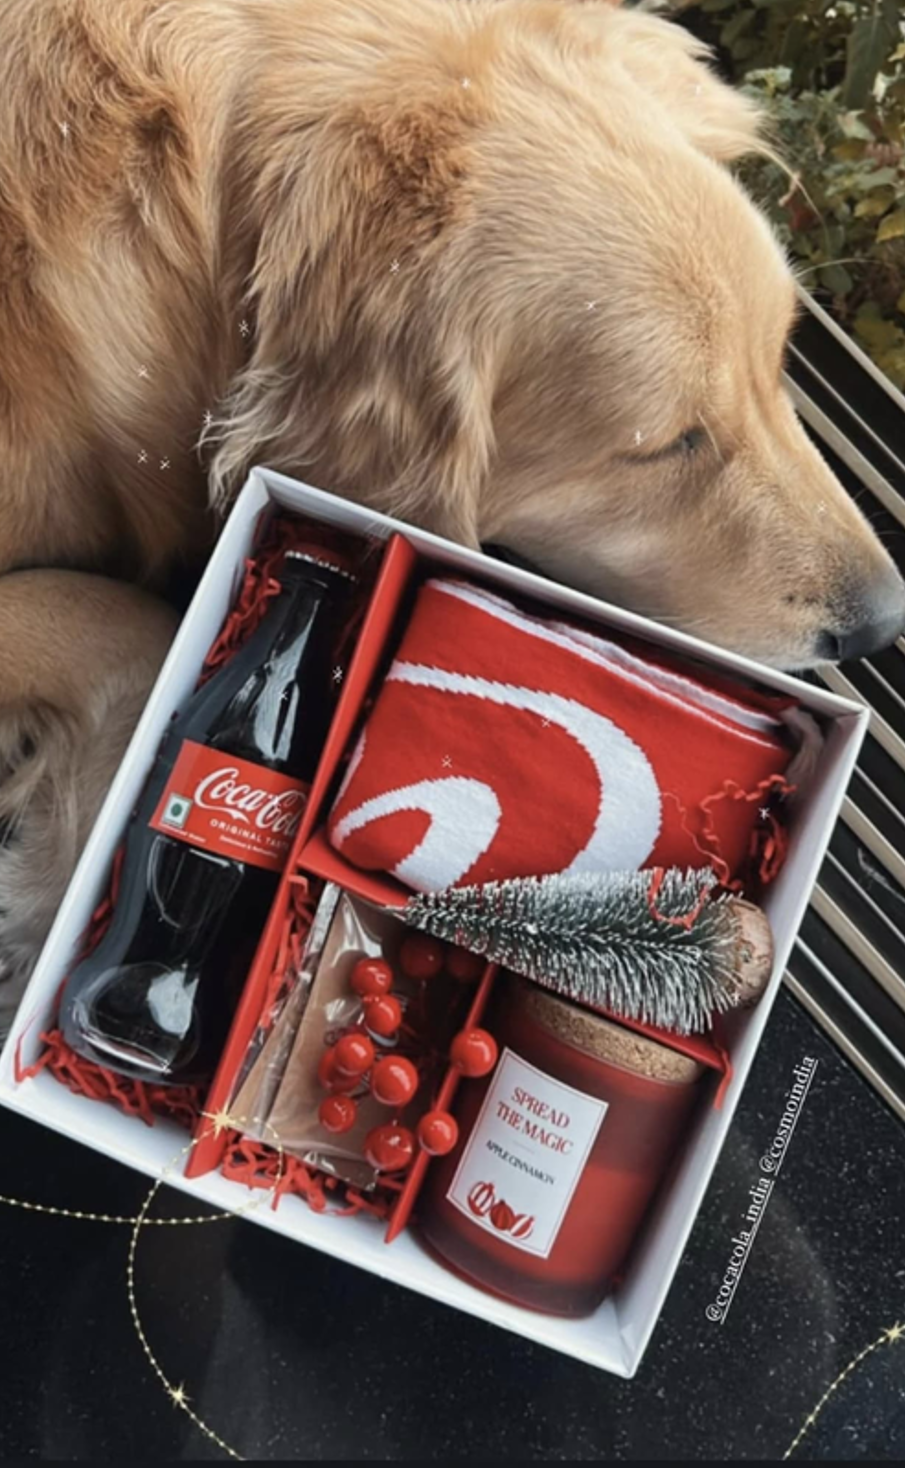 Coca-Cola
ORIGINAL TASTE
SPREAD
THE MAGIC
APPLE CINNAMON
@cocacola_india @cosmoindia